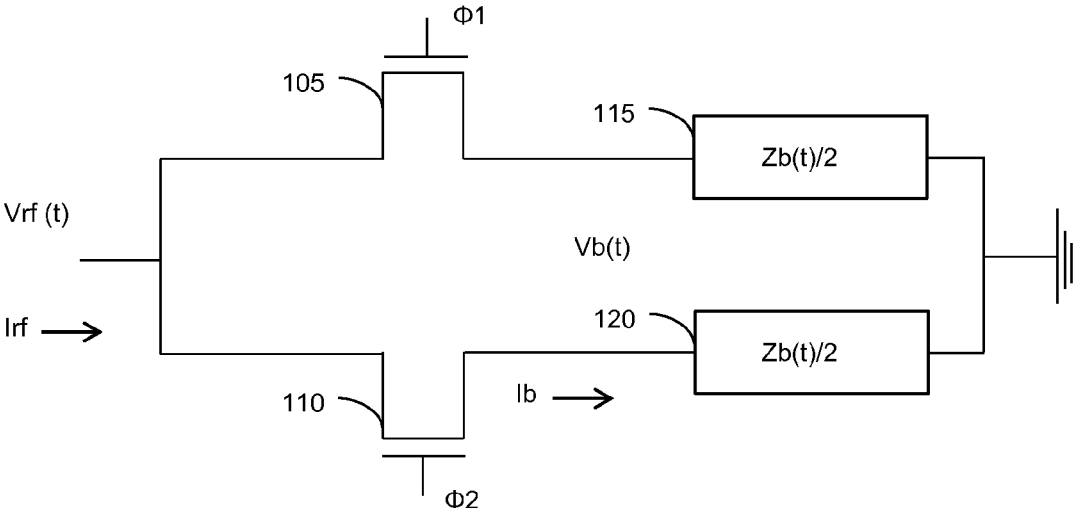 Φ1
105
115
Zb(t)/2
Vrf (t)
Vb(t)
Irf
120
Zb(t)/2
Ib
110
Φ2